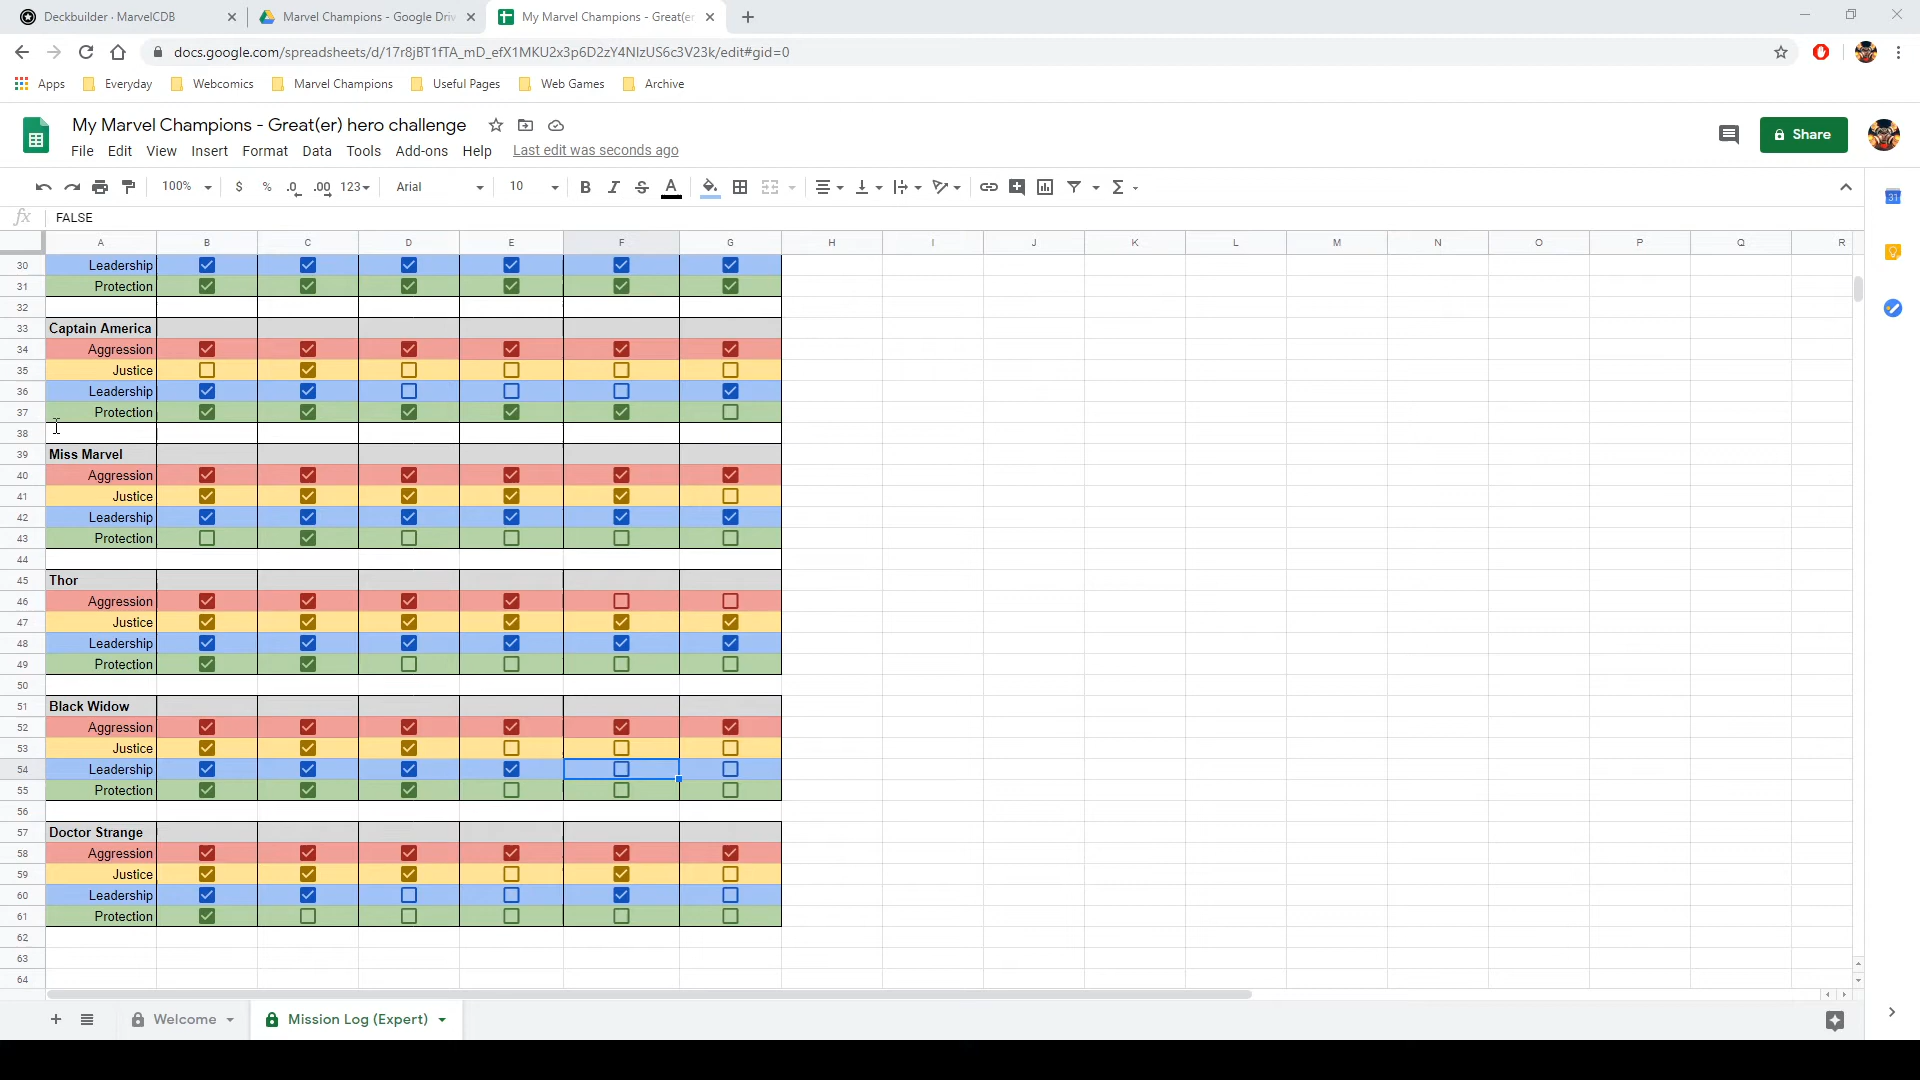 Deckbuilder · MarvelCDB
Marvel Champions - Google Driv
My Marvel Champions - Great(er
docs.google.com/spreadsheets/d/17r8jBT1fTA_mD_efX1MKU2x3p6D2zY4NIzUS6c3V23k/edit#gid=0
Apps Everyday Webcomics Marvel Champions Useful Pages Web Games Archive
My Marvel Champions - Great(er) hero challenge
Share
File Edit View Insert Format Data Tools Add-ons Help Last edit was seconds ago
100% $ % .0 .00 123 Arial 10 B I S A Σ
31
fx FALSE
A B C D E F G H I J K L M N O P Q R
30 Leadership
31 Protection
32
33 Captain America
34 Aggression
35 Justice
36 Leadership
37 Protection
38
39 Miss Marvel
40 Aggression
41 Justice
42 Leadership
43 Protection
44
45 Thor
46 Aggression
47 Justice
48 Leadership
49 Protection
50
51 Black Widow
52 Aggression
53 Justice
54 Leadership
55 Protection
56
57 Doctor Strange
58 Aggression
59 Justice
60 Leadership
61 Protection
62
63
64
Welcome Mission Log (Expert)